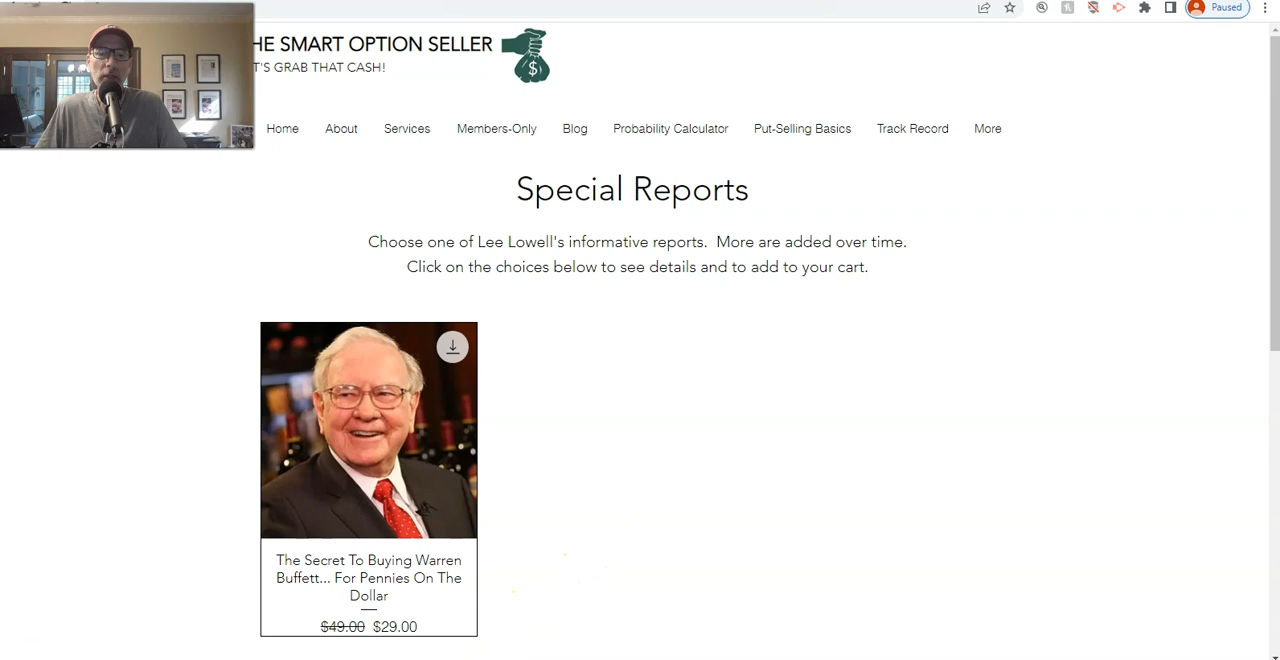 Paused
HE SMART OPTION SELLER
T'S GRAB THAT CASH!
$
Home About Services Members-Only Blog Probability Calculator Put-Selling Basics Track Record More
Special Reports
Choose one of Lee Lowell's informative reports. More are added over time.
Click on the choices below to see details and to add to your cart.
The Secret To Buying Warren
Buffett... For Pennies On The
Dollar
$49.00 $29.00